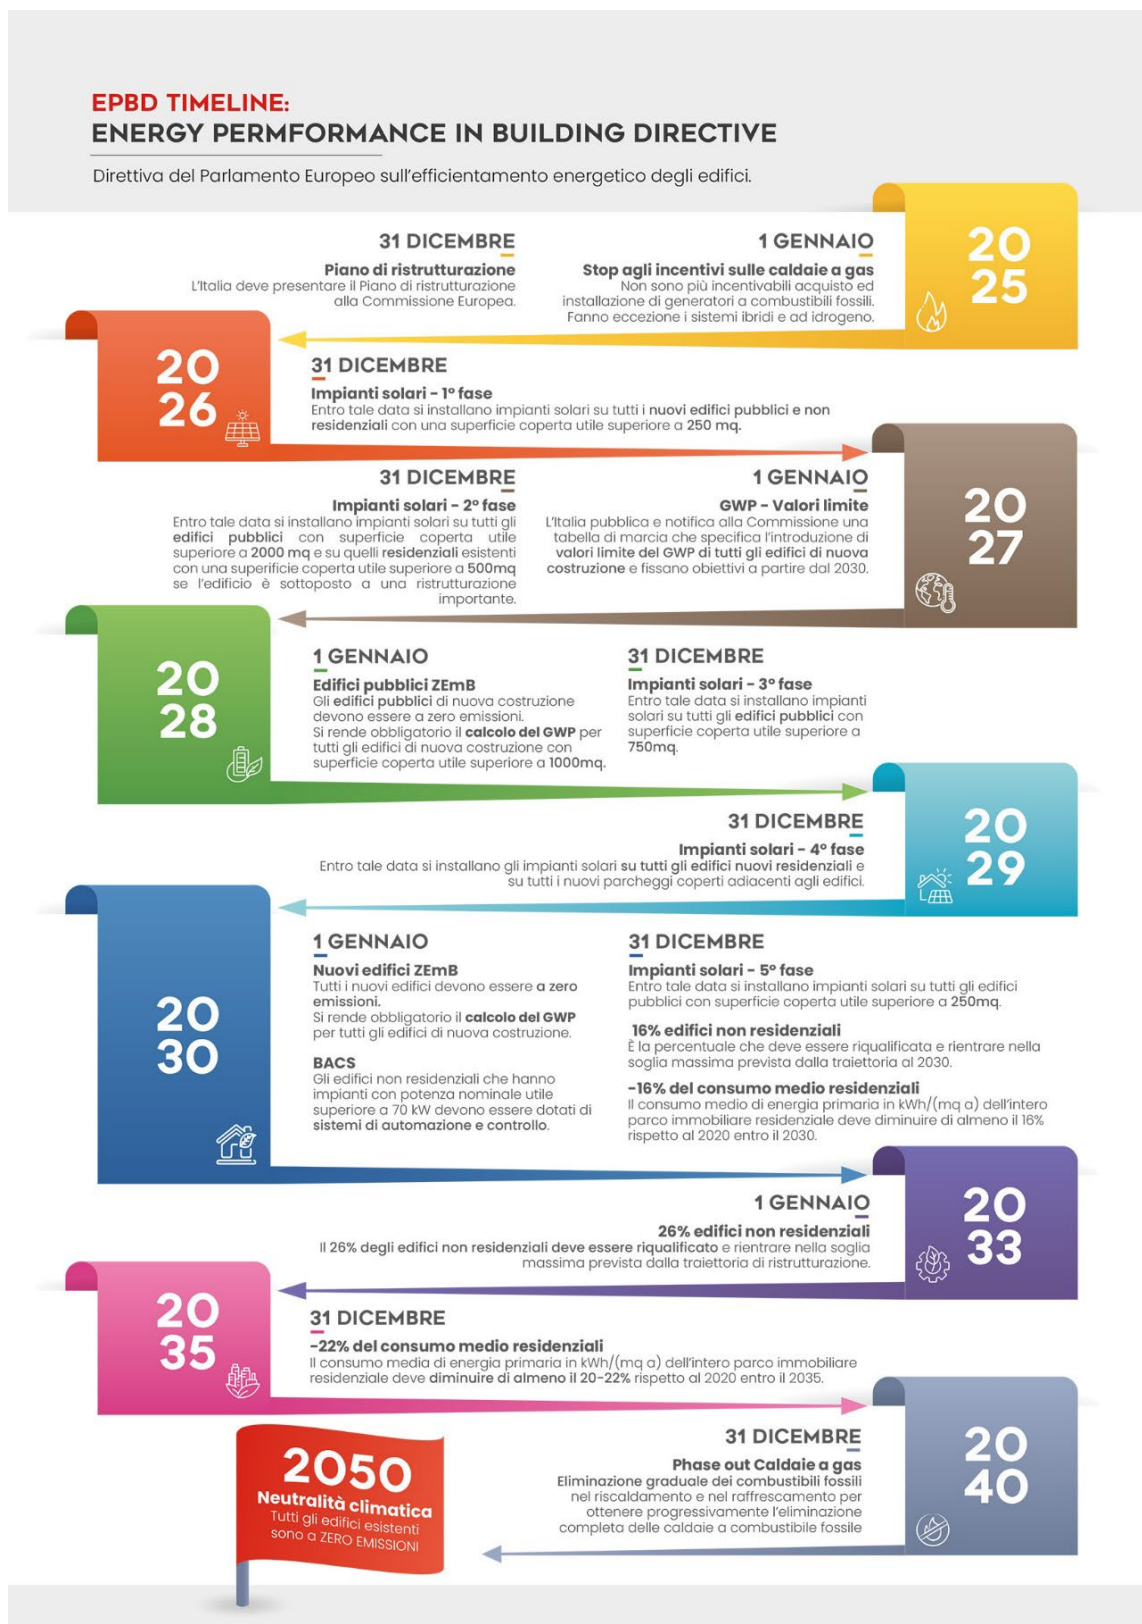 EPBD TIMELINE:
ENERGY PERMFORMANCE IN BUILDING DIRECTIVE
Direttiva del Parlamento Europeo sull'efficientamento energetico degli edifici.
20
25
1 GENNAIO
Stop agli incentivi sulle caldaie a gas
Non sono più incentivabili acquisto ed
installazione di generatori a combustibili fossili.
Fanno eccezione i sistemi ibridi e ad idrogeno.
31 DICEMBRE
Piano di ristrutturazione
L'Italia deve presentare il Piano di ristrutturazione
alla Commissione Europea.
20
26
31 DICEMBRE
Impianti solari - 1° fase
Entro tale data si installano impianti solari su tutti i nuovi edifici pubblici e non
residenziali con una superficie coperta utile superiore a 250 mq.
20
27
1 GENNAIO
GWP - Valori limite
L'Italia pubblica e notifica alla Commissione una
tabella di marcia che specifica l'introduzione di
valori limite del GWP di tutti gli edifici di nuova
costruzione e fissano obiettivi a partire dal 2030.
31 DICEMBRE
Impianti solari - 2° fase
Entro tale data si installano impianti solari su tutti gli
edifici pubblici con superficie coperta utile
superiore a 2000 mq e su quelli residenziali esistenti
con una superificie coperta utile superiore a 500mq
se l'edificio è sottoposto a una ristrutturazione
importante.
20
28
1 GENNAIO
Edifici pubblici ZEmB
Gli edifici pubblici di nuova costruzione
devono essere a zero emissioni.
Si rende obbligatorio il calcolo del GWP per
tutti gli edifici di nuova costruzione con
superficie coperta utile superiore a 1000mq.
31 DICEMBRE
Impianti solari - 3° fase
Entro tale data si installano impianti
solari su tutti gli edifici pubblici con
superficie coperta utile superiore a
750mq.
20
29
31 DICEMBRE
Impianti solari - 4° fase
Entro tale data si installano gli impianti solari su tutti gli edifici nuovi residenziali e
su tutti i nuovi parcheggi coperti adiacenti agli edifici.
20
30
1 GENNAIO
Nuovi edifici ZEmB
Tutti i nuovi edifici devono essere a zero
emissioni.
Si rende obbligatorio il calcolo del GWP
per tutti gli edifici di nuova costruzione.
BACS
Gli edifici non residenziali che hanno
impianti con potenza nominale utile
superiore a 70 kW devono essere dotati di
sistemi di automazione e controllo.
31 DICEMBRE
Impianti solari - 5° fase
Entro tale data si installano impianti solari su tutti gli edifici
pubblici con superficie coperta utile superiore a 250mq.
16% edifici non residenziali
È la percentuale che deve essere riqualificata e rientrare nella
soglia massima prevista dalla traiettoria al 2030.
-16% del consumo medio residenziali
Il consumo medio di energia primaria in kWh/(mq a) dell'intero
parco immobiliare residenziale deve diminuire di almeno il 16%
rispetto al 2020 entro il 2030.
20
33
1 GENNAIO
26% edifici non residenziali
Il 26% degli edifici non residenziali deve essere riqualificato e rientrare nella soglia
massima prevista dalla traiettoria di ristrutturazione.
20
35
31 DICEMBRE
-22% del consumo medio residenziali
Il consumo media di energia primaria in kWh/(mq a) dell'intero parco immobiliare
residenziale deve diminuire di almeno il 20-22% rispetto al 2020 entro il 2035.
20
40
31 DICEMBRE
Phase out Caldaie a gas
Eliminazione graduale dei combustibili fossili
nel riscaldamento e nel raffrescamento per
ottenere progressivamente l'eliminazione
completa delle caldaie a combustibile fossile
2050
Neutralità climatica
Tutti gli edifici esistenti
sono a ZERO EMISSIONI